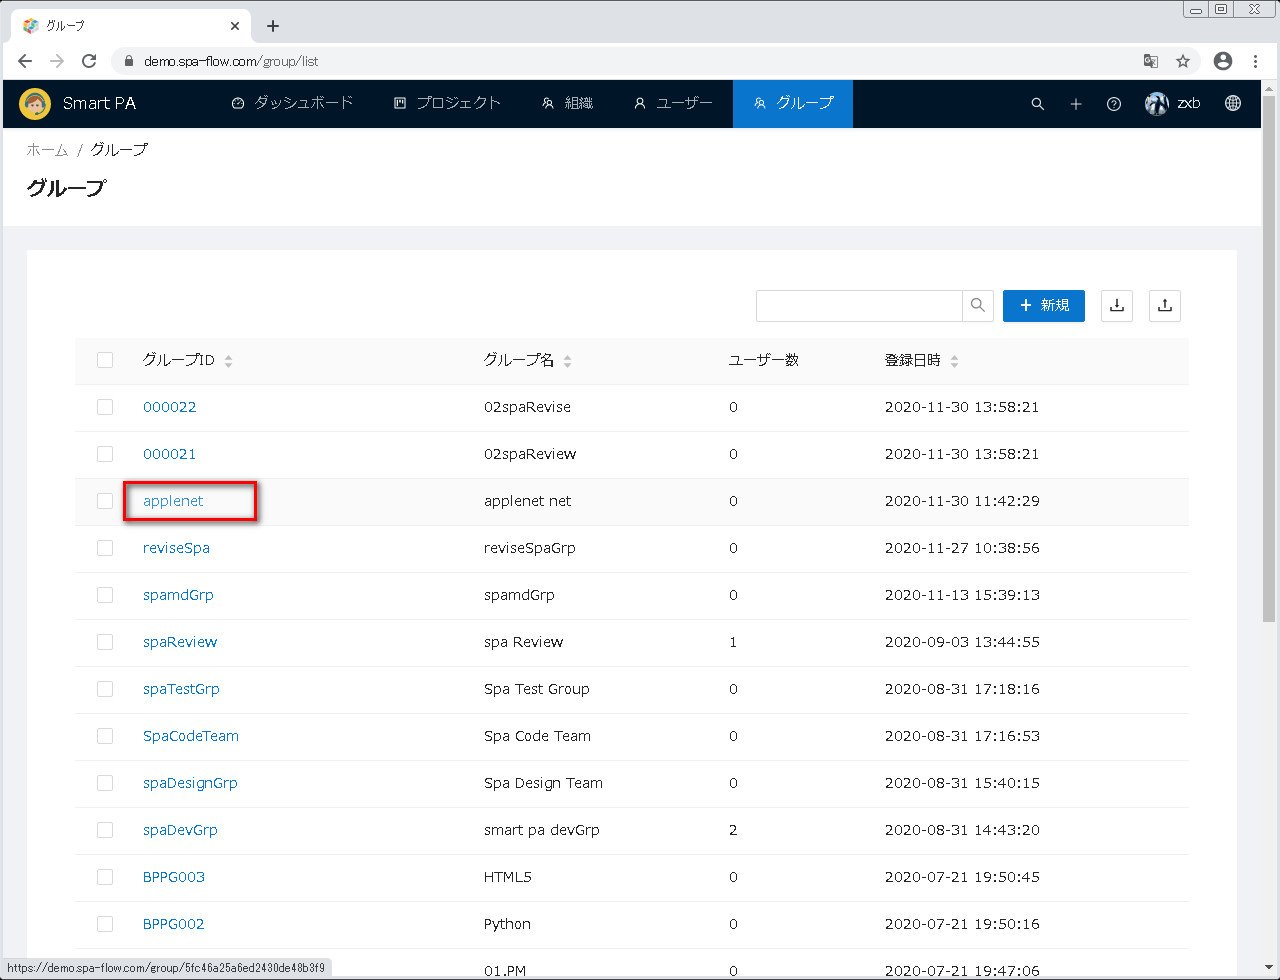 グループ
demo.spa-flow.com/group/list
Smart PA ダッシュボード プロジェクト 組織 ユーザー グループ zxb
ホーム / グループ
グループ
+ 新規
グループID グループ名 ユーザー数 登録日時
000022 02spaRevise 0 2020-11-30 13:58:21
000021 02spaReview 0 2020-11-30 13:58:21
applenet applenet net 0 2020-11-30 11:42:29
reviseSpa reviseSpaGrp 0 2020-11-27 10:38:56
spamdGrp spamdGrp 0 2020-11-13 15:39:13
spaReview spa Review 1 2020-09-03 13:44:55
spaTestGrp Spa Test Group 0 2020-08-31 17:18:16
SpaCodeTeam Spa Code Team 0 2020-08-31 17:16:53
spaDesignGrp Spa Design Team 0 2020-08-31 15:40:15
spaDevGrp smart pa devGrp 2 2020-08-31 14:43:20
BPPG003 HTML5 0 2020-07-21 19:50:45
BPPG002 Python 0 2020-07-21 19:50:16
01.PM 0 2020-07-21 19:47:06
https://demo.spa-flow.com/group/5fc46a25a6ed2430de48b3f9